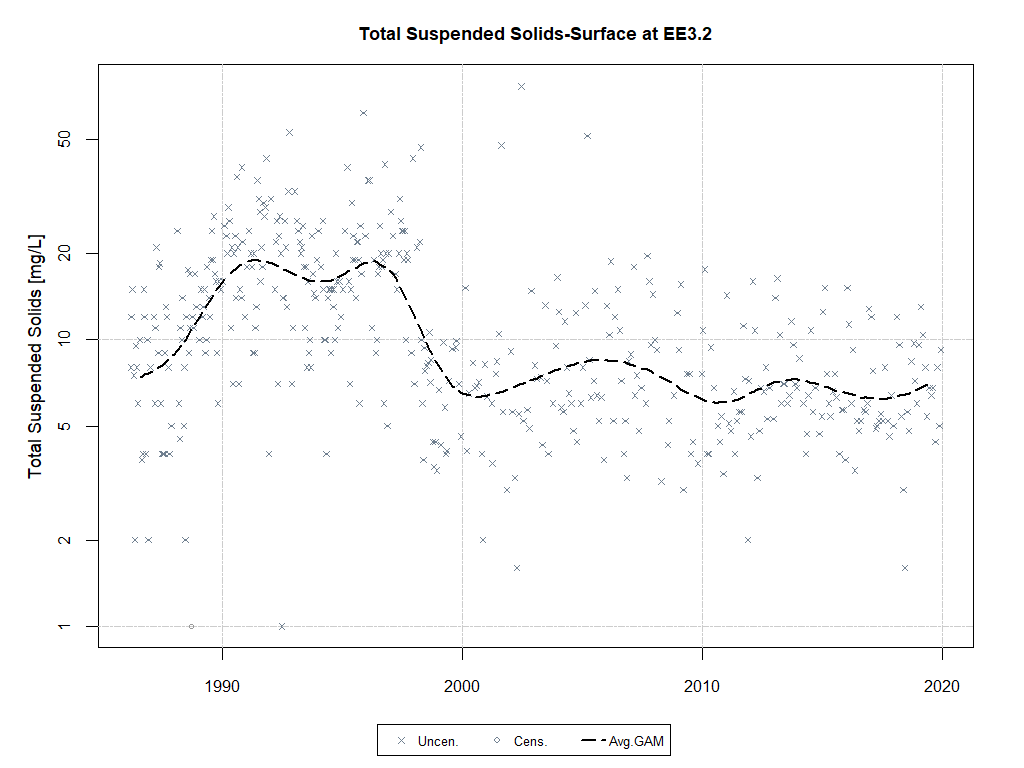 Total Suspended Solids-Surface at EE3.2
Total Suspended Solids [mg/L]
50
20
10
5
2
1
1990 2000 2010 2020
Uncen. Cens. Avg.GAM